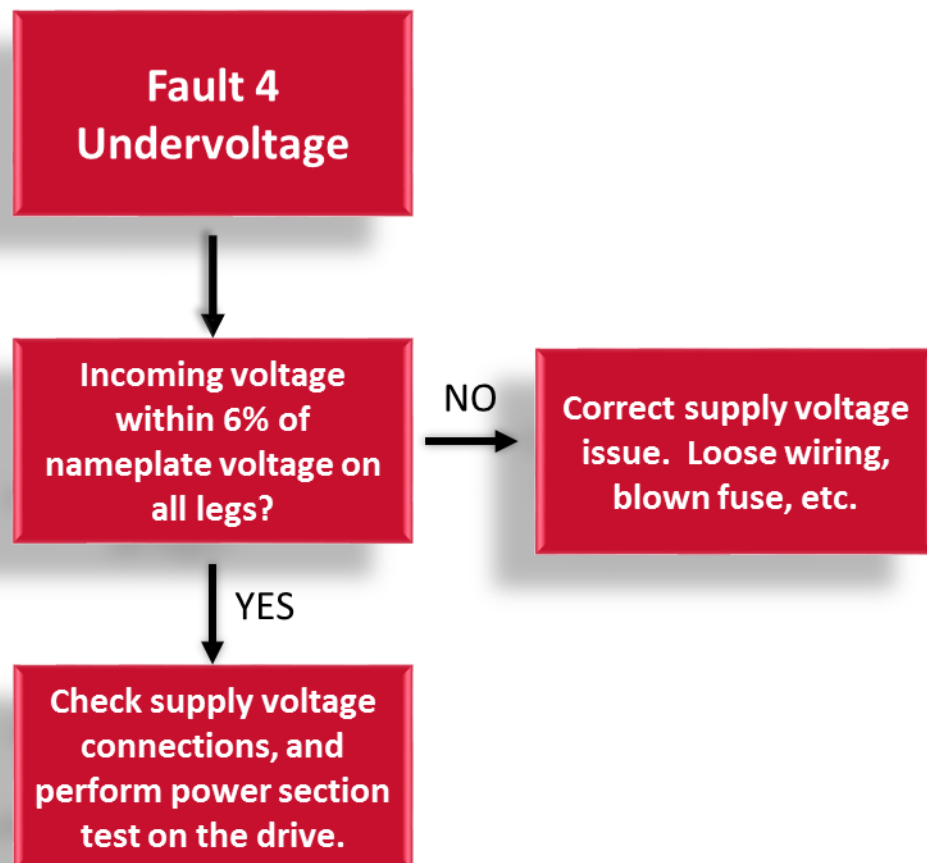 Fault 4
Undervoltage
Incoming voltage
within 6% of
nameplate voltage on
all legs?
NO
Correct supply voltage
issue.  Loose wiring,
blown fuse, etc.
YES
Check supply voltage
connections, and
perform power section
test on the drive.